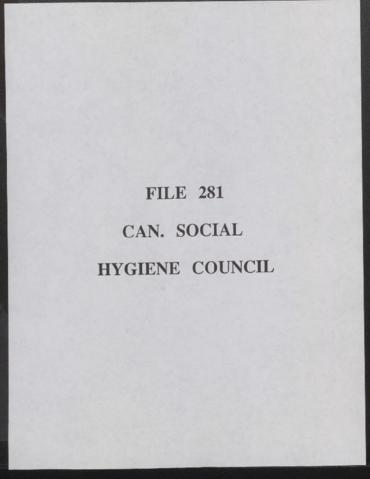 FILE 281
CAN. SOCIAL
HYGIENE COUNCIL